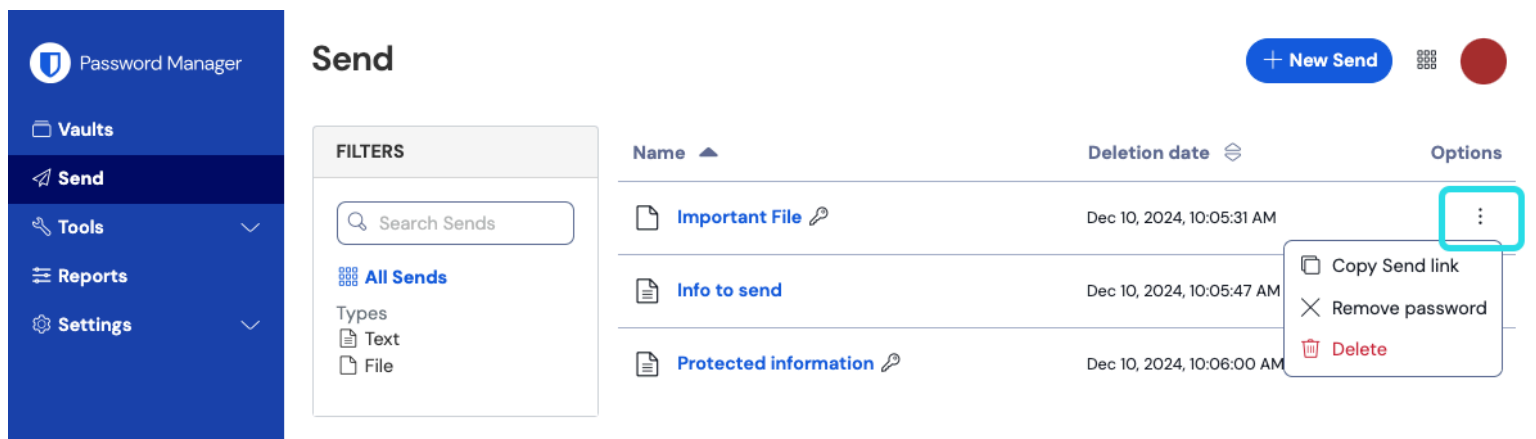 Password Manager
Vaults
Send
Tools
Reports
Settings
Send
New Send
FILTERS
Search Sends
All Sends
Types
Text
File
Name Deletion date Options
Important File Dec 10, 2024, 10:05:31 AM
Info to send Dec 10, 2024, 10:05:47 AM
Protected information Dec 10, 2024, 10:06:00 AM
Copy Send link
Remove password
Delete